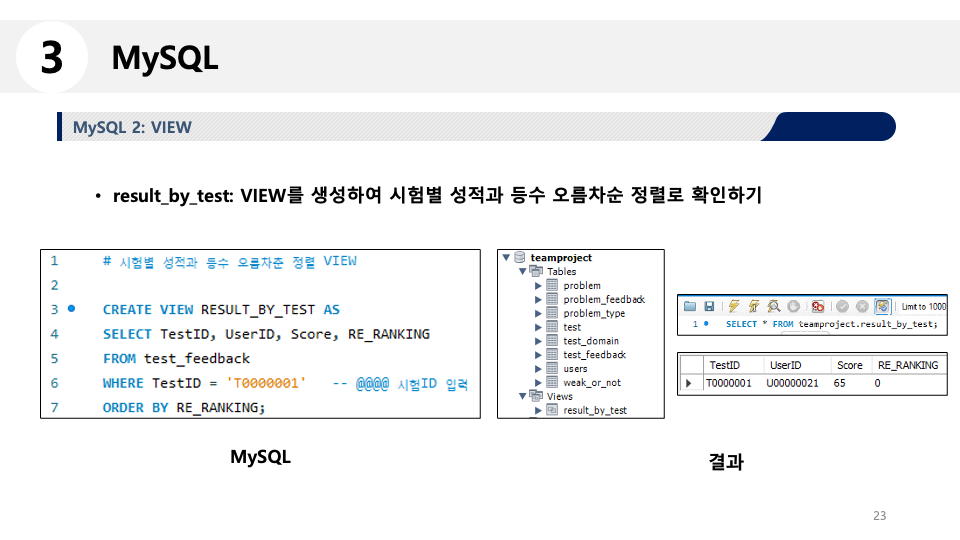 3
MySQL
MySQL 2: VIEW
• result_by_test: VIEW를 생성하여 시험별 성적과 등수 오름차순 정렬로 확인하기
1 # 시험별 성적과 등수 오름차준 정렬 VIEW
2
3 CREATE VIEW RESULT_BY_TEST AS
4 SELECT TestID, UserID, Score, RE_RANKING
5 FROM test_feedback
6 WHERE TestID = 'T0000001' -- @@@@ 시험ID 입력
7 ORDER BY RE_RANKING;
MySQL
teamproject
Tables
problem
problem_feedback
problem_type
test
test_domain
test_feedback
users
weak_or_not
Views
result_by_test
Limit to 1000
1 SELECT * FROM teamproject.result_by_test;
TestID UserID Score RE_RANKING
T0000001 U00000021 65 0
결과
23